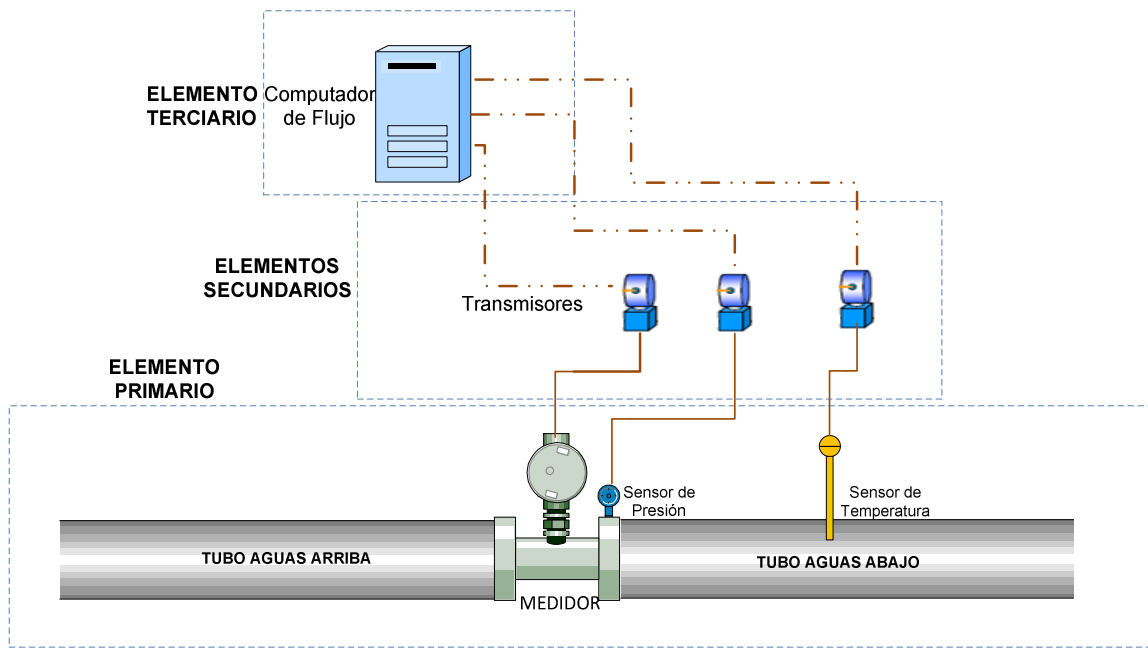 ELEMENTO
TERCIARIO
Computador
de Flujo
ELEMENTOS
SECUNDARIOS
Transmisores
ELEMENTO
PRIMARIO
Sensor de
Presión
Sensor de
Temperatura
TUBO AGUAS ARRIBA
TUBO AGUAS ABAJO
MEDIDOR